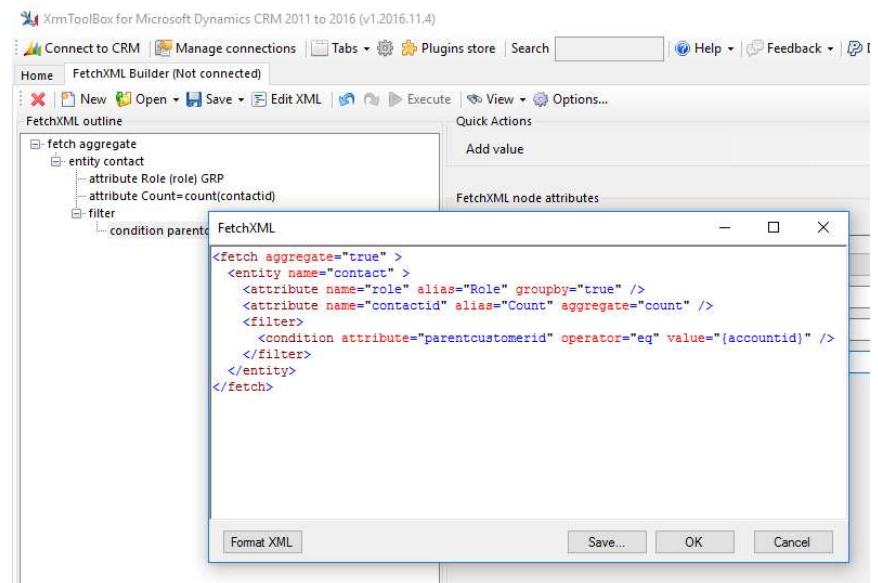 XrmToolBox for Microsoft Dynamics CRM 2011 to 2016 (v1.2016.11.4)
Connect to CRM Manage connections Tabs Plugins store Search Help Feedback
Home FetchXML Builder (Not connected)
New Open Save Edit XML Execute View Options...
FetchXML outline Quick Actions
fetch aggregate Add value
entity contact
attribute Role (role) GRP
attribute Count=count(contactid) FetchXML node attributes
filter
condition
FetchXML
<fetch aggregate="true" >
<entity name="contact" >
<attribute name="role" alias="Role" groupby="true" />
<attribute name="contactid" alias="Count" aggregate="count" />
<filter>
<condition attribute="parentcustomerid" operator="eq" value="{accountid}" />
</filter>
</entity>
</fetch>
Format XML Save... OK Cancel